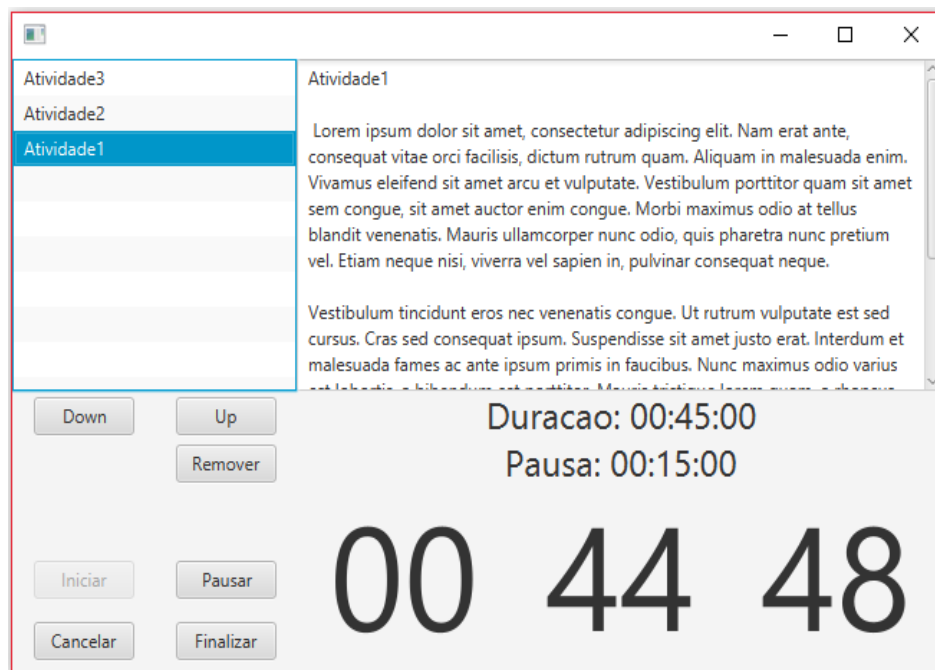 Atividade3
Atividade2
Atividade1
Atividade1
Lorem ipsum dolor sit amet, consectetur adipiscing elit. Nam erat ante,
consequat vitae orci facilisis, dictum rutrum quam. Aliquam in malesuada enim.
Vivamus eleifend sit amet arcu et vulputate. Vestibulum porttitor quam sit amet
sem congue, sit amet auctor enim congue. Morbi maximus odio at tellus
blandit venenatis. Mauris ullamcorper nunc odio, quis pharetra nunc pretium
vel. Etiam neque nisi, viverra vel sapien in, pulvinar consequat neque.
Vestibulum tincidunt eros nec venenatis congue. Ut rutrum vulputate est sed
cursus. Cras sed consequat ipsum. Suspendisse sit amet justo erat. Interdum et
malesuada fames ac ante ipsum primis in faucibus. Nunc maximus odio varius
Down Up
Remover
Iniciar Pausar
Cancelar Finalizar
Duracao: 00:45:00
Pausa: 00:15:00
00 44 48